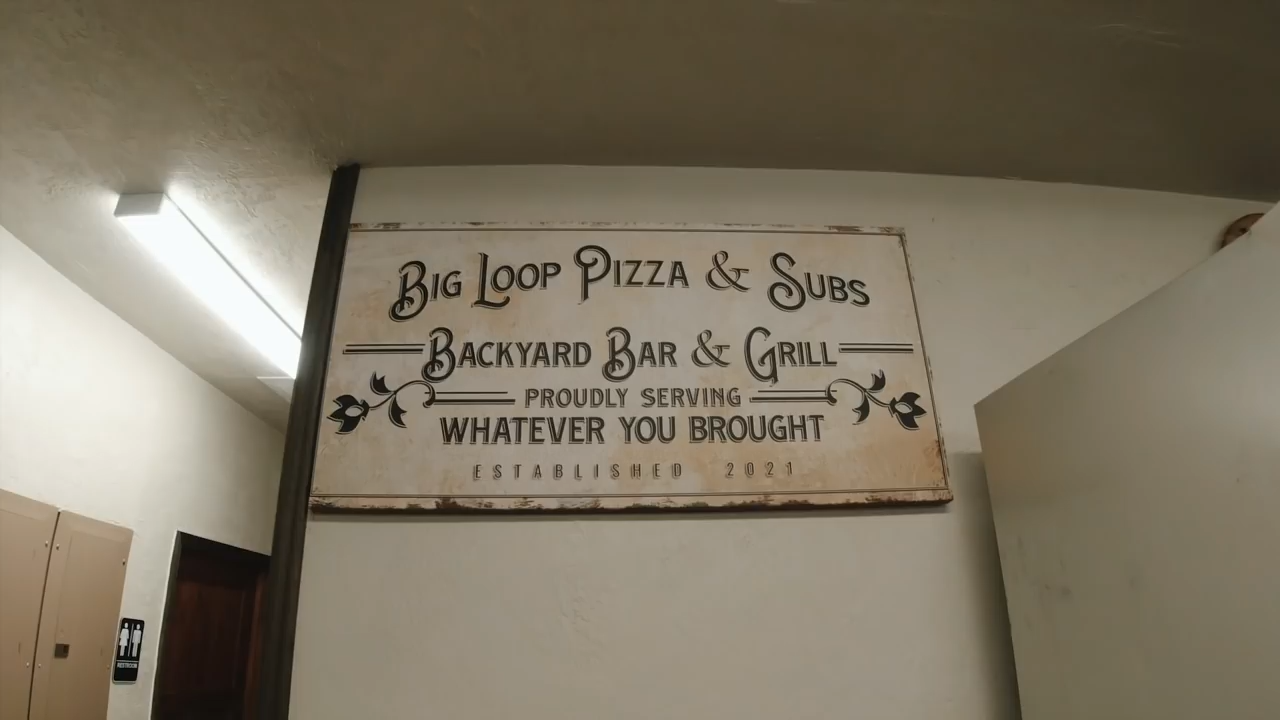 Big Loop Pizza & Subs
Backyard Bar & Grill
PROUDLY SERVING
WHATEVER YOU BROUGHT
ESTABLISHED 2021
RESTROOM